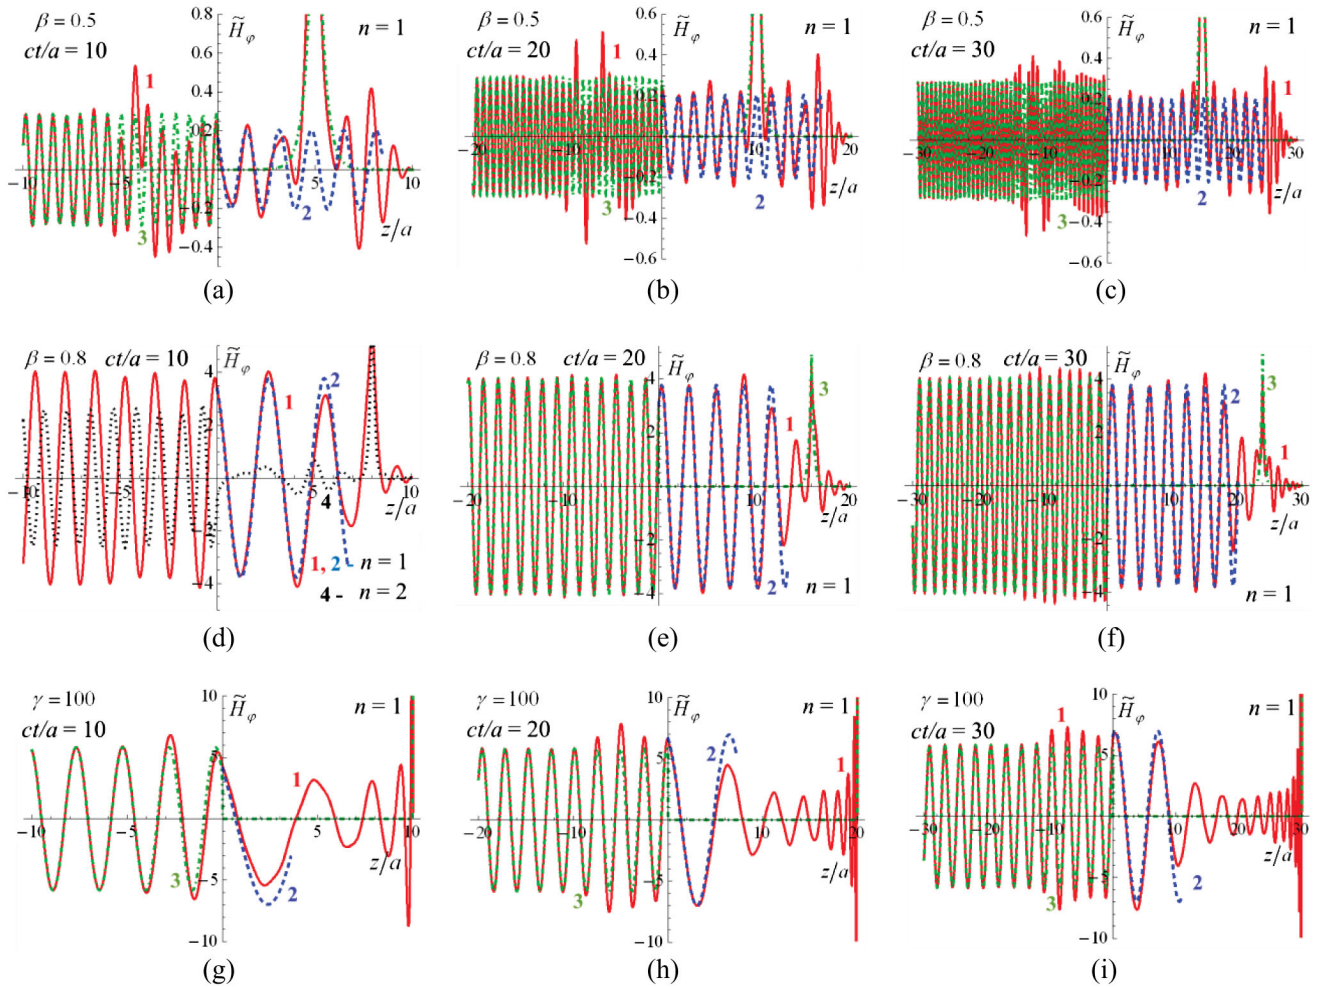 β = 0.5
ct/a = 10
H̃φ
n = 1
0.8
0.6
0.4
0.2
−0.2
−0.4
−10
−5
5
10
z/a
1
2
3
(a)
β = 0.5
ct/a = 20
H̃φ
n = 1
0.6
0.4
0.2
−0.2
−0.4
−0.6
−20
−10
10
20
z/a
1
2
3
(b)
β = 0.5
ct/a = 30
H̃φ
n = 1
0.6
0.4
0.2
−0.2
−0.4
−0.6
−30
−20
−10
10
20
30
z/a
1
2
3
(c)
β = 0.8
ct/a = 10
H̃φ
4
2
−2
−4
−10
−5
5
10
z/a
1
2
4
1, 2 - n = 1
4 - n = 2
(d)
β = 0.8
ct/a = 20
H̃φ
4
2
−2
−4
−20
−10
10
20
z/a
1
2
3
n = 1
(e)
β = 0.8
ct/a = 30
H̃φ
4
2
−2
−4
−30
−20
−10
10
20
30
z/a
1
2
3
n = 1
(f)
γ = 100
ct/a = 10
H̃φ
n = 1
10
5
−5
−10
−10
−5
5
10
z/a
1
2
3
(g)
γ = 100
ct/a = 20
H̃φ
n = 1
10
5
−5
−10
−20
−10
10
20
z/a
1
2
3
(h)
γ = 100
ct/a = 30
H̃φ
n = 1
10
5
−5
−10
−30
−20
−10
10
20
30
z/a
1
2
3
(i)